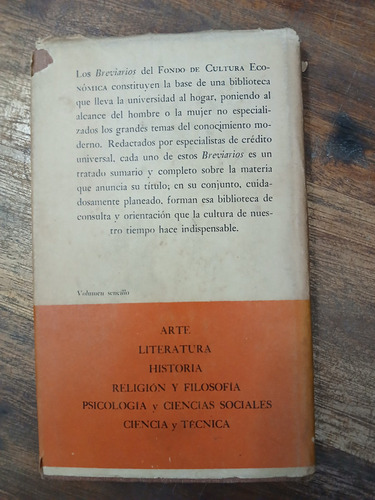 Los Breviarios del FONDO DE CULTURA ECO-
NÓMICA constituyen la base de una biblioteca
que lleva la universidad al hogar, poniendo al
alcance del hombre o la mujer no especiali-
zados los grandes temas del conocimiento mo-
derno. Redactados por especialistas de crédito
universal, cada uno de estos Breviarios es un
tratado sumario y completo sobre la materia
que anuncia su título; en su conjunto, cuida-
dosamente planeado, forman esa biblioteca de
consulta y orientación que la cultura de nues-
tro tiempo hace indispensable.
Volumen sencillo
ARTE
LITERATURA
HISTORIA
RELIGIÓN Y FILOSOFÍA
PSICOLOGÍA y CIENCIAS SOCIALES
CIENCIA y TÉCNICA